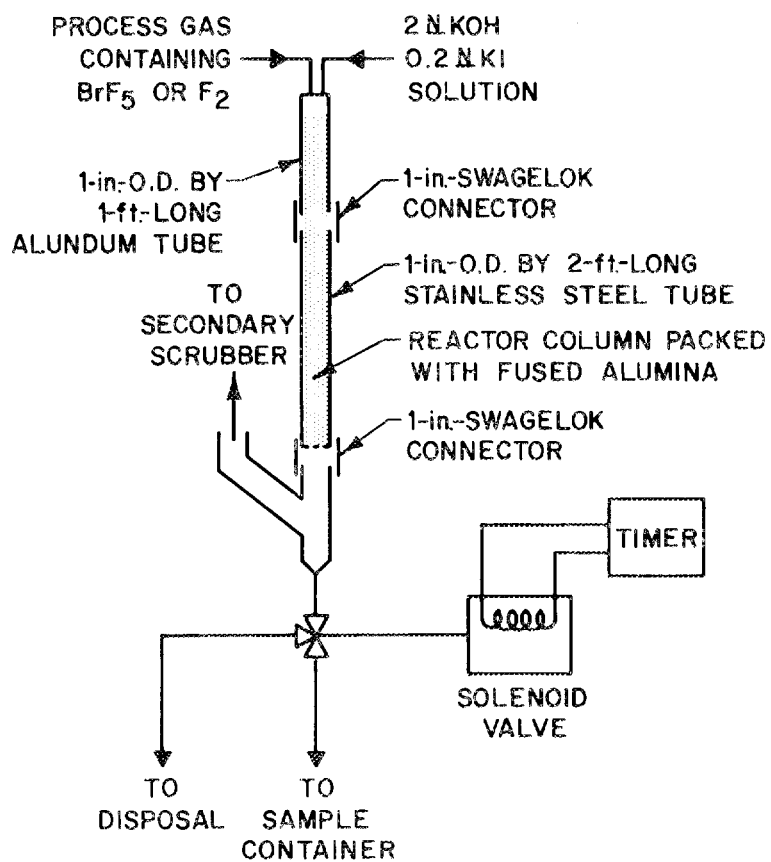 PROCESS GAS
CONTAINING
BrF5 OR F2
2 N KOH
0.2 N KI
SOLUTION
1-in.-O.D. BY
1-ft.-LONG
ALUNDUM TUBE
1-in.-SWAGELOK
CONNECTOR
1-in.-O.D. BY 2-ft.-LONG
STAINLESS STEEL TUBE
TO
SECONDARY
SCRUBBER
REACTOR COLUMN PACKED
WITH FUSED ALUMINA
1-in.-SWAGELOK
CONNECTOR
TIMER
SOLENOID
VALVE
TO
DISPOSAL
TO
SAMPLE
CONTAINER